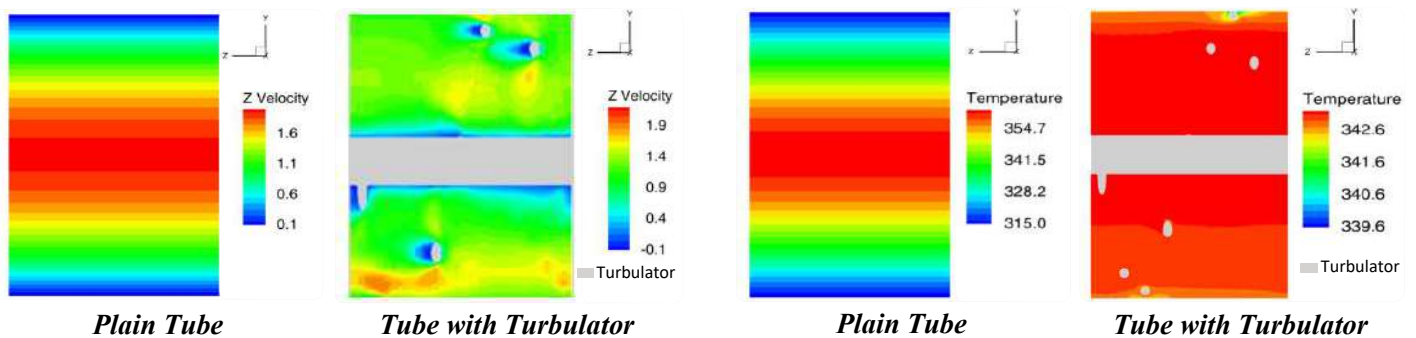 Y
Z X
Z Velocity
1.6
1.1
0.6
0.1
Plain Tube
Y
Z X
Z Velocity
1.9
1.4
0.9
0.4
-0.1
Turbulator
Tube with Turbulator
Y
Z X
Temperature
354.7
341.5
328.2
315.0
Plain Tube
Y
Z X
Temperature
342.6
341.6
340.6
339.6
Turbulator
Tube with Turbulator